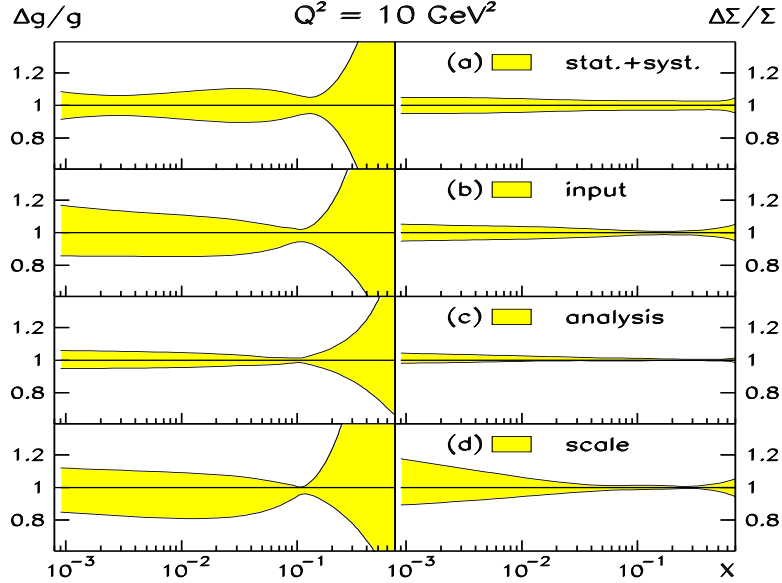 Δg/g Q² = 10 GeV² ΔΣ/Σ
(a) stat.+syst.
1.2 1.2
1 1
0.8 0.8
(b) input
1.2 1.2
1 1
0.8 0.8
(c) analysis
1.2 1.2
1 1
0.8 0.8
(d) scale
1.2 1.2
1 1
0.8 0.8
10⁻³ 10⁻² 10⁻¹ 10⁻³ 10⁻² 10⁻¹ X